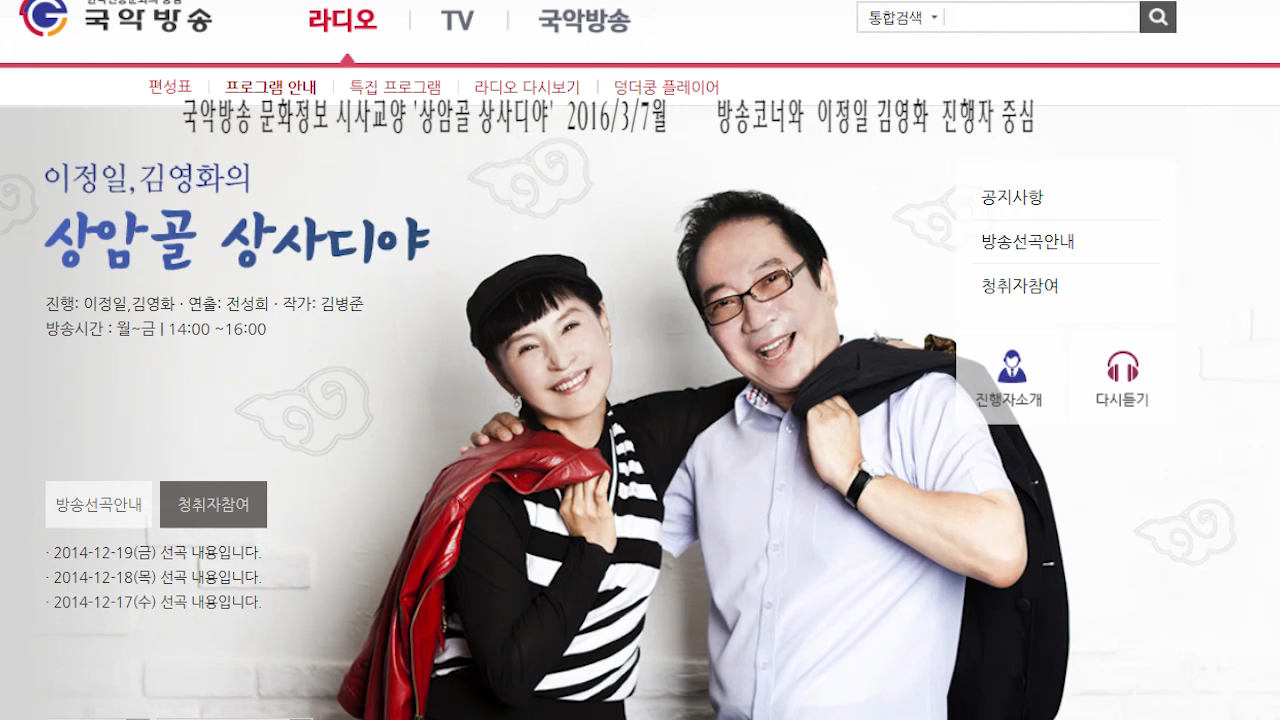 국악방송
라디오
TV
국악방송
통합검색
편성표
프로그램 안내
특집 프로그램
라디오 다시보기
덩더쿵 플레이어
국악방송 문화정보 시사교양 '상암골 상사디야' 2016/3/7월 방송코너와 이정일 김영화 진행자 중심
이정일,김영화의
상암골 상사디야
진행: 이정일,김영화 · 연출: 전성희 · 작가: 김병준
방송시간 : 월~금 | 14:00 ~16:00
공지사항
방송선곡안내
청취자참여
진행자소개
다시듣기
방송선곡안내
청취자참여
· 2014-12-19(금) 선곡 내용입니다.
· 2014-12-18(목) 선곡 내용입니다.
· 2014-12-17(수) 선곡 내용입니다.